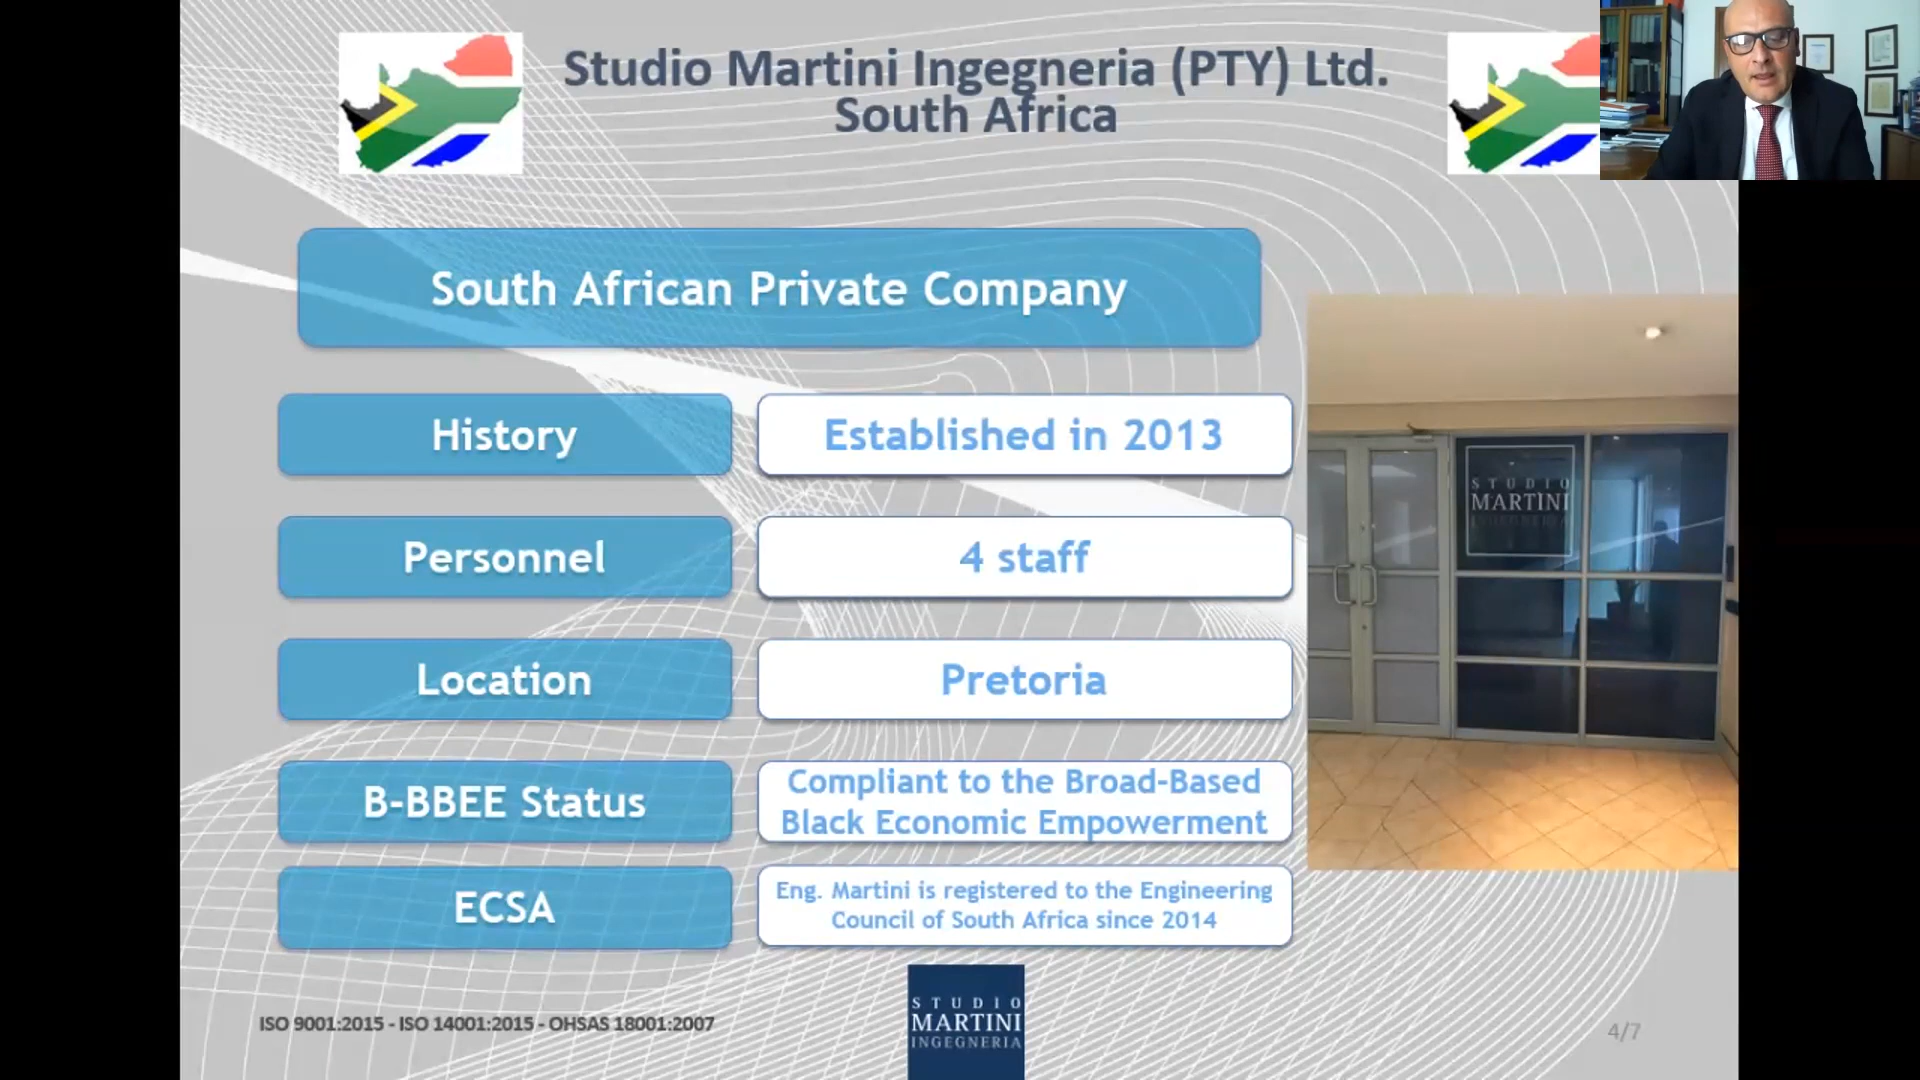 Studio Martini Ingegneria (PTY) Ltd.
South Africa
South African Private Company
History
Established in 2013
Personnel
4 staff
Location
Pretoria
B-BBEE Status
Compliant to the Broad-Based
Black Economic Empowerment
ECSA
Eng. Martini is registered to the Engineering
Council of South Africa since 2014
STUDIO
MARTINI
INGEGNERIA
ISO 9001:2015 - ISO 14001:2015 - OHSAS 18001:2007
STUDIO
MARTINI
INGEGNERIA
4/7